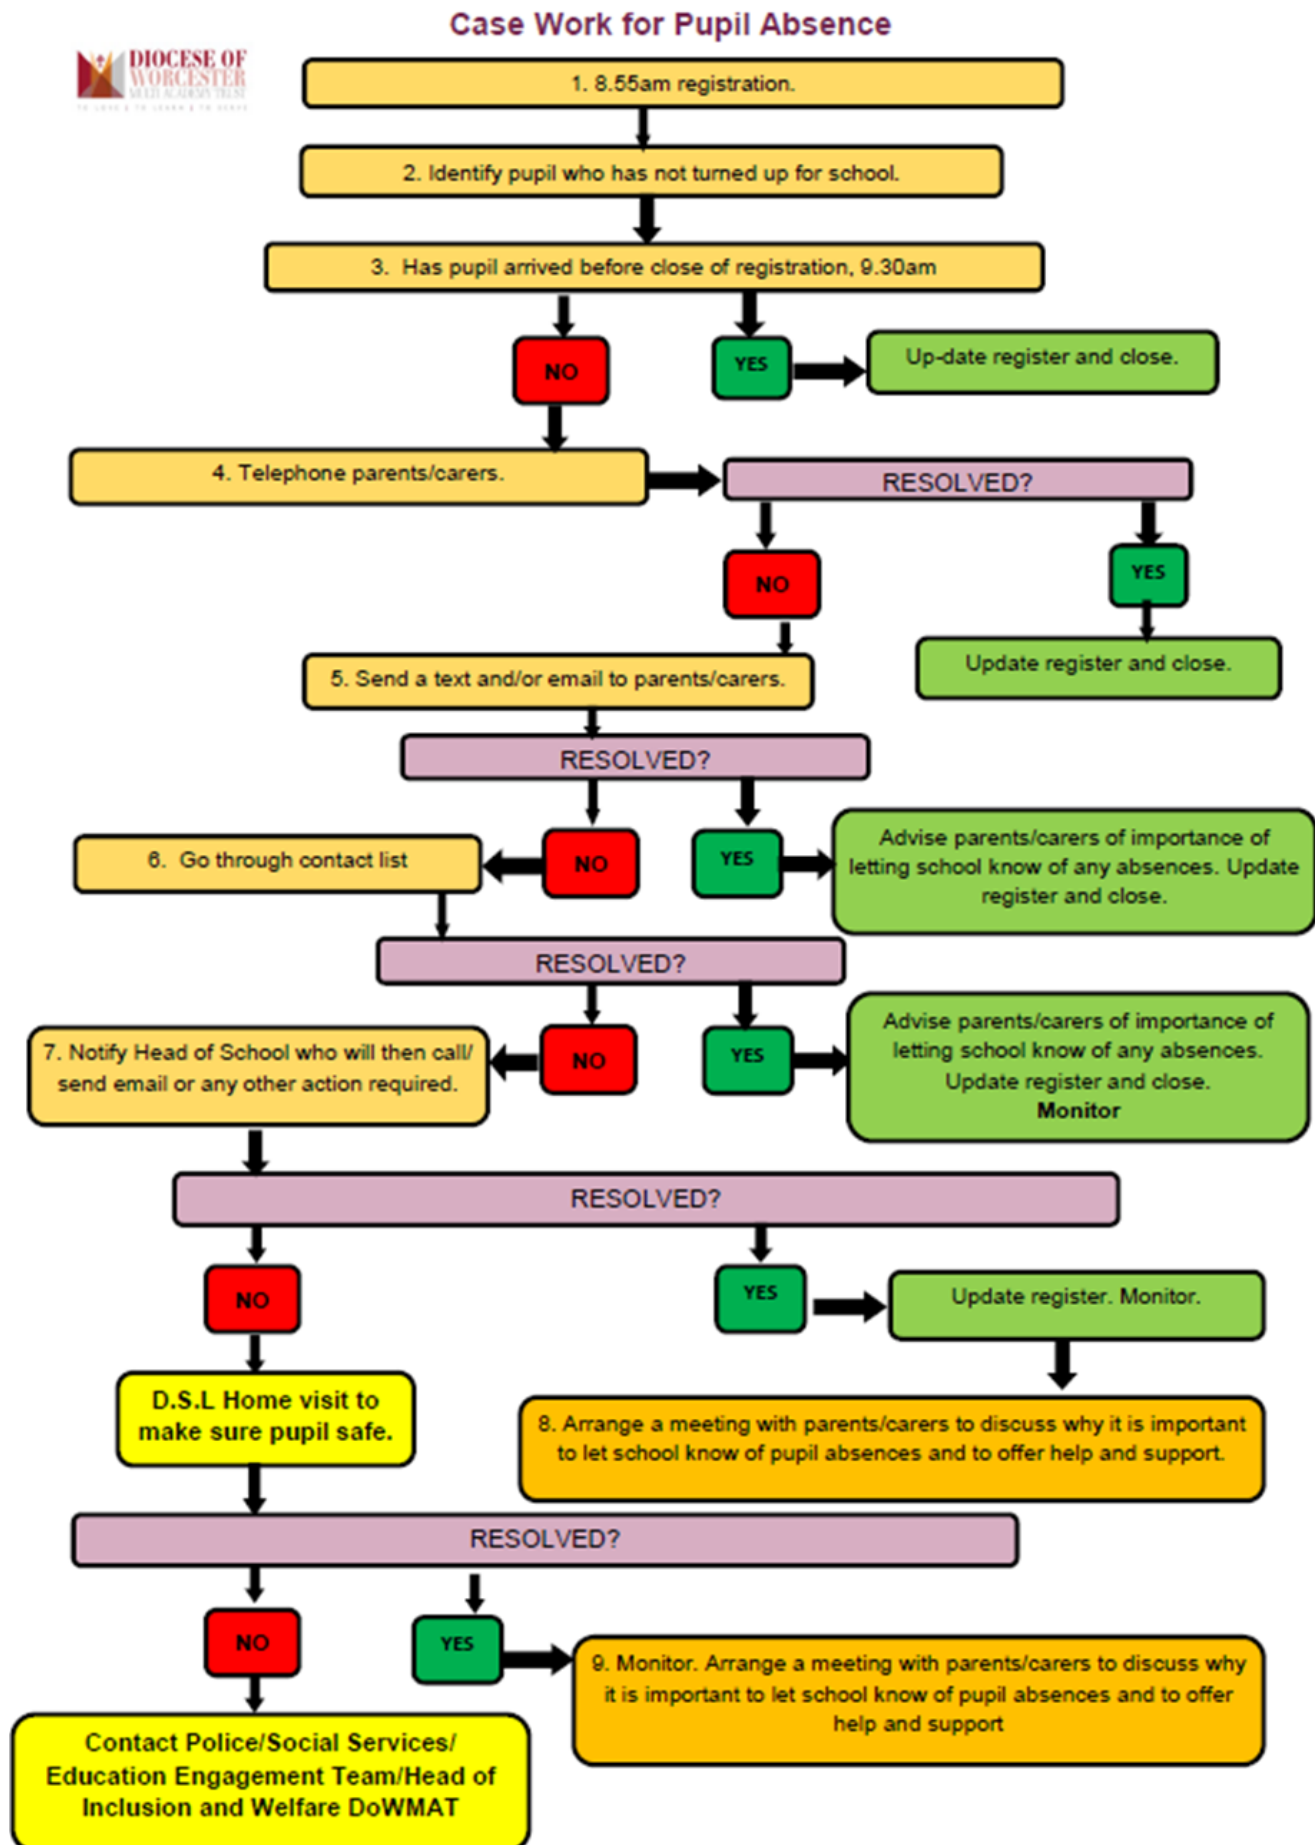 Case Work for Pupil Absence
DIOCESE OF
WORCESTER
MULTI ACADEMY TRUST
TO LOVE | TO LEARN | TO SERVE
1. 8.55am registration.
2. Identify pupil who has not turned up for school.
3. Has pupil arrived before close of registration, 9.30am
NO
YES
Up-date register and close.
4. Telephone parents/carers.
RESOLVED?
NO
YES
Update register and close.
5. Send a text and/or email to parents/carers.
RESOLVED?
NO
YES
Advise parents/carers of importance of
letting school know of any absences. Update
register and close.
6. Go through contact list
RESOLVED?
NO
YES
Advise parents/carers of importance of
letting school know of any absences.
Update register and close.
Monitor
7. Notify Head of School who will then call/
send email or any other action required.
RESOLVED?
NO
YES
Update register. Monitor.
D.S.L Home visit to
make sure pupil safe.
8. Arrange a meeting with parents/carers to discuss why it is important
to let school know of pupil absences and to offer help and support.
RESOLVED?
NO
YES
9. Monitor. Arrange a meeting with parents/carers to discuss why
it is important to let school know of pupil absences and to offer
help and support
Contact Police/Social Services/
Education Engagement Team/Head of
Inclusion and Welfare DoWMAT